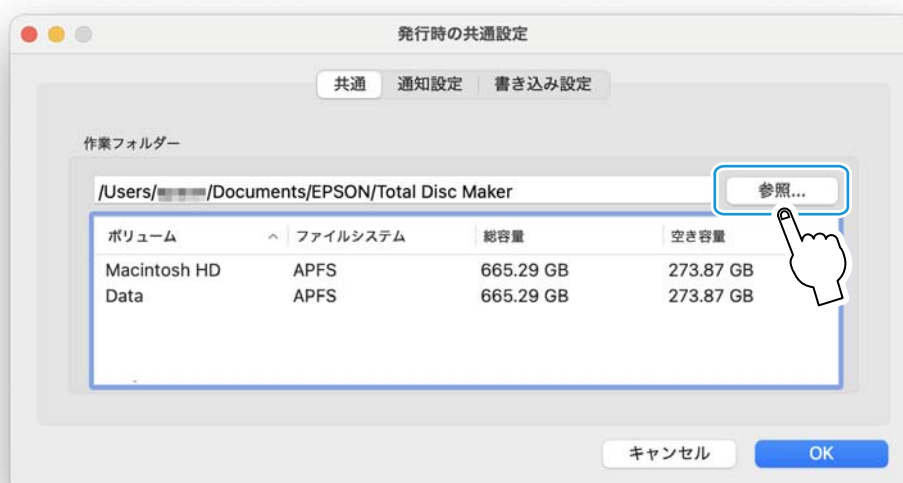 発行時の共通設定
共通 通知設定 書き込み設定
作業フォルダー
/Users/ /Documents/EPSON/Total Disc Maker 参照...
ボリューム ファイルシステム 総容量 空き容量
Macintosh HD APFS 665.29 GB 273.87 GB
Data APFS 665.29 GB 273.87 GB
キャンセル OK